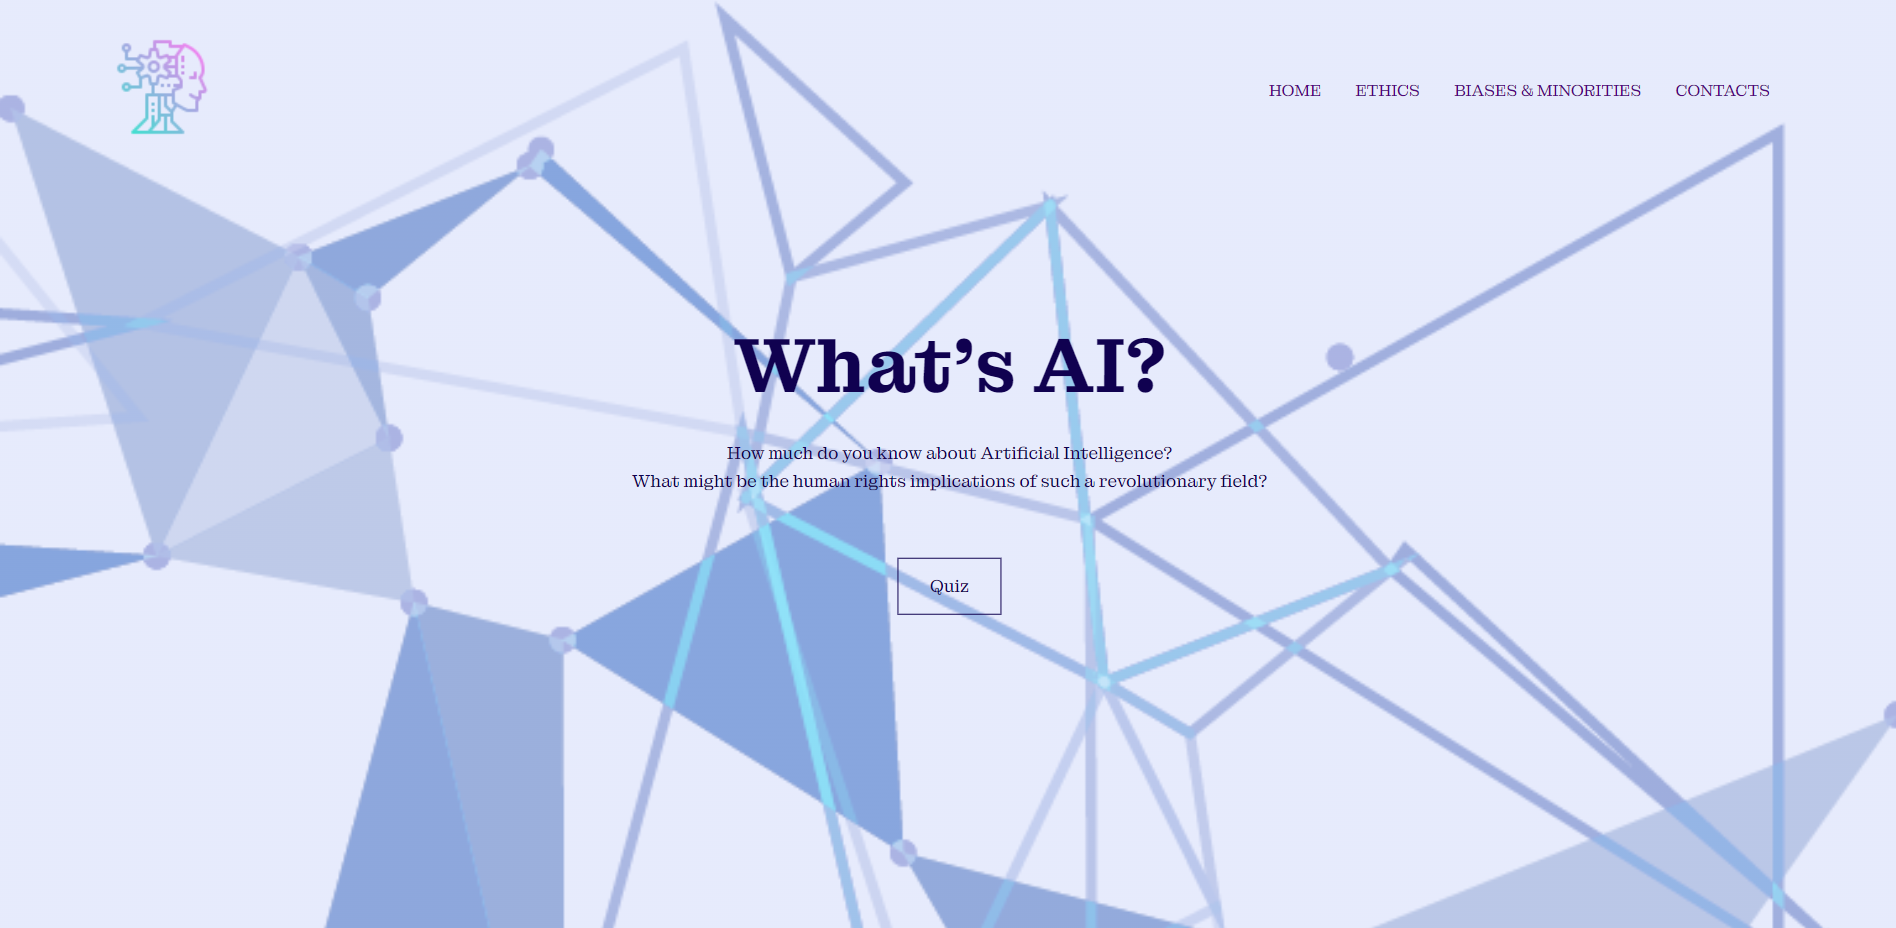 HOME ETHICS BIASES & MINORITIES CONTACTS
What's AI?
How much do you know about Artificial Intelligence?
What might be the human rights implications of such a revolutionary field?
Quiz